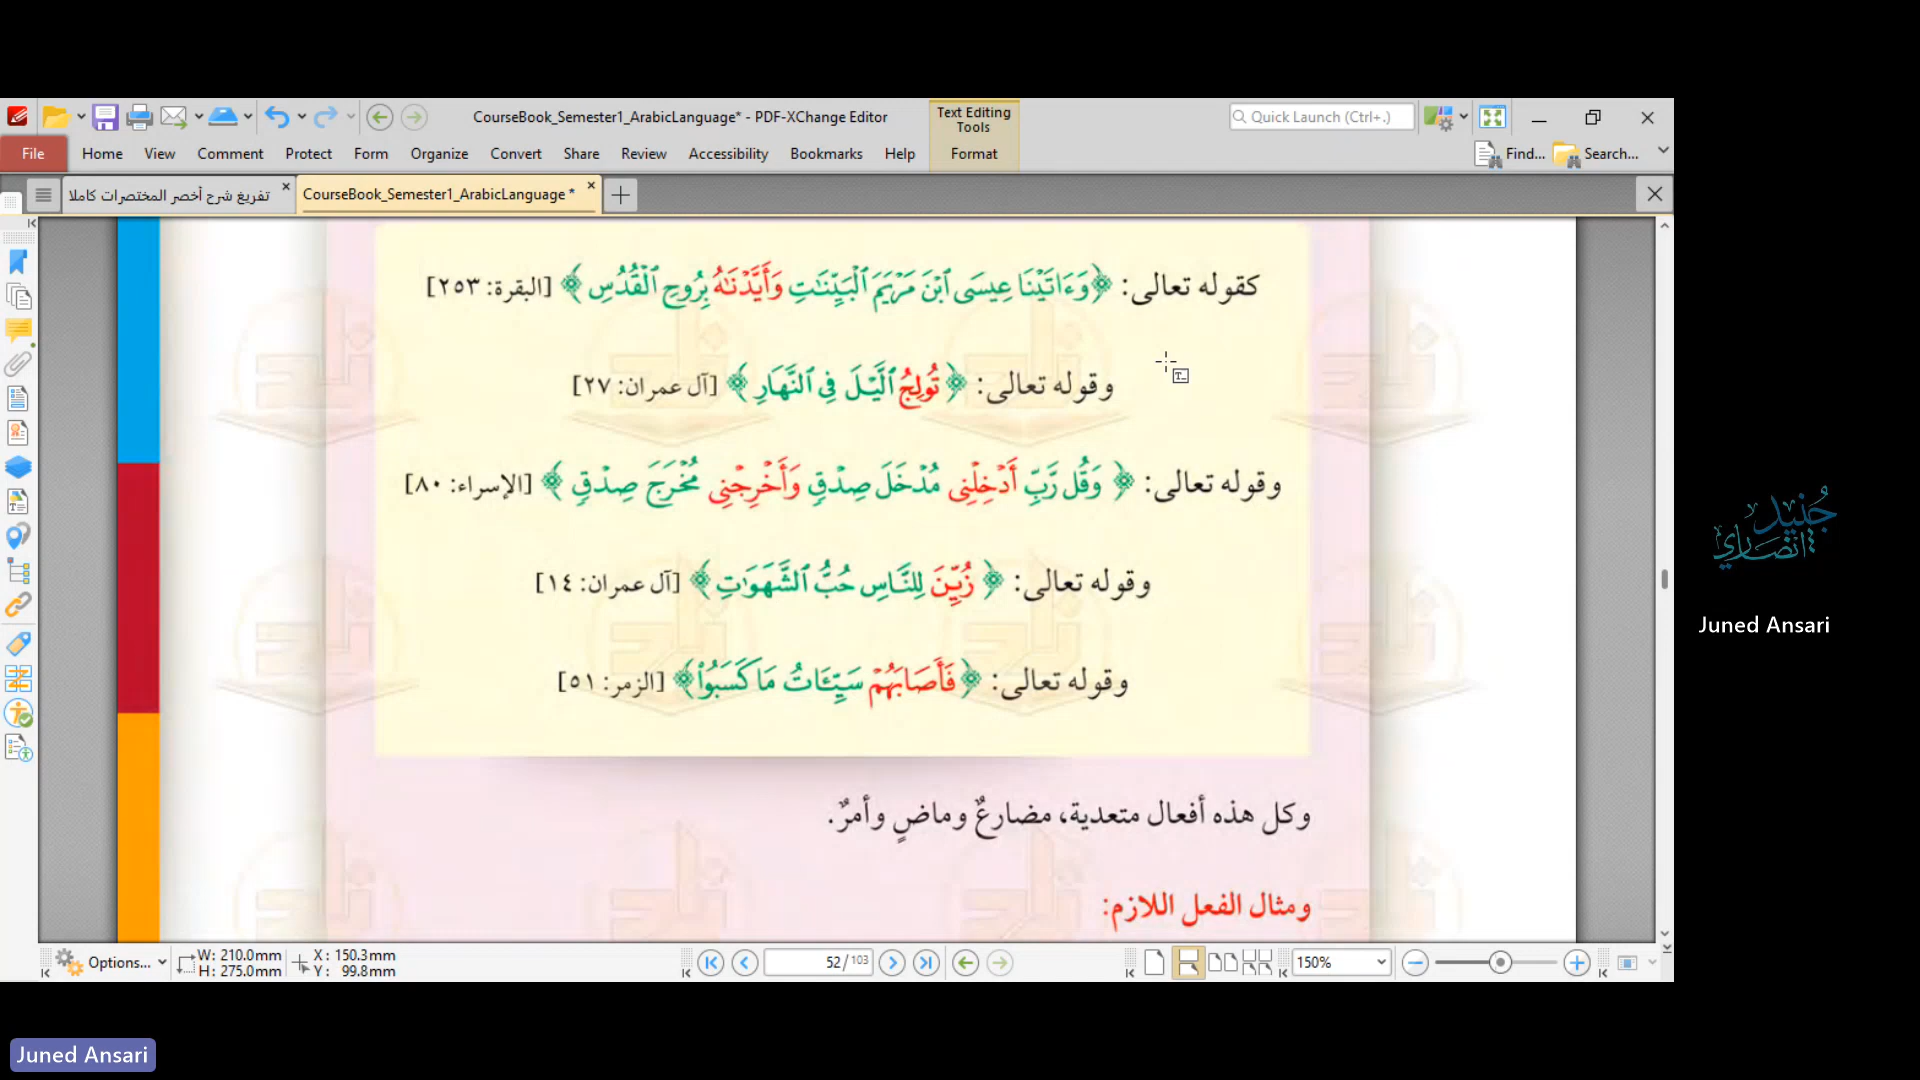 CourseBook_Semester1_ArabicLanguage* - PDF-XChange Editor
Text Editing Tools
Quick Launch (Ctrl+.)
File Home View Comment Protect Form Organize Convert Share Review Accessibility Bookmarks Help Format Find... Search...
تفريغ شرح أخصر المختصرات كاملا
CourseBook_Semester1_ArabicLanguage *
كقوله تعالى: ﴿وَءَاتَيْنَا عِيسَى ٱبْنَ مَرْيَمَ ٱلْبَيِّنَٰتِ وَأَيَّدْنَٰهُ بِرُوحِ ٱلْقُدُسِ﴾ [البقرة: ٢٥٣]
وقوله تعالى: ﴿تُولِجُ ٱلَّيْلَ فِى ٱلنَّهَارِ﴾ [آل عمران: ٢٧]
وقوله تعالى: ﴿وَقُل رَّبِّ أَدْخِلْنِى مُدْخَلَ صِدْقٍ وَأَخْرِجْنِى مُخْرَجَ صِدْقٍ﴾ [الإسراء: ٨٠]
وقوله تعالى: ﴿زُيِّنَ لِلنَّاسِ حُبُّ ٱلشَّهَوَٰتِ﴾ [آل عمران: ١٤]
وقوله تعالى: ﴿فَأَصَابَهُمْ سَيِّـَٔاتُ مَا كَسَبُوا۟﴾ [الزمر: ٥١]
وكل هذه أفعال متعدية، مضارعٌ وماضٍ وأمرٌ.
ومثال الفعل اللازم:
Options...
W: 210.0mm
H: 275.0mm
X: 150.3mm
Y: 99.8mm
52/103
150%
جنيد
انصاري
Juned Ansari
Juned Ansari